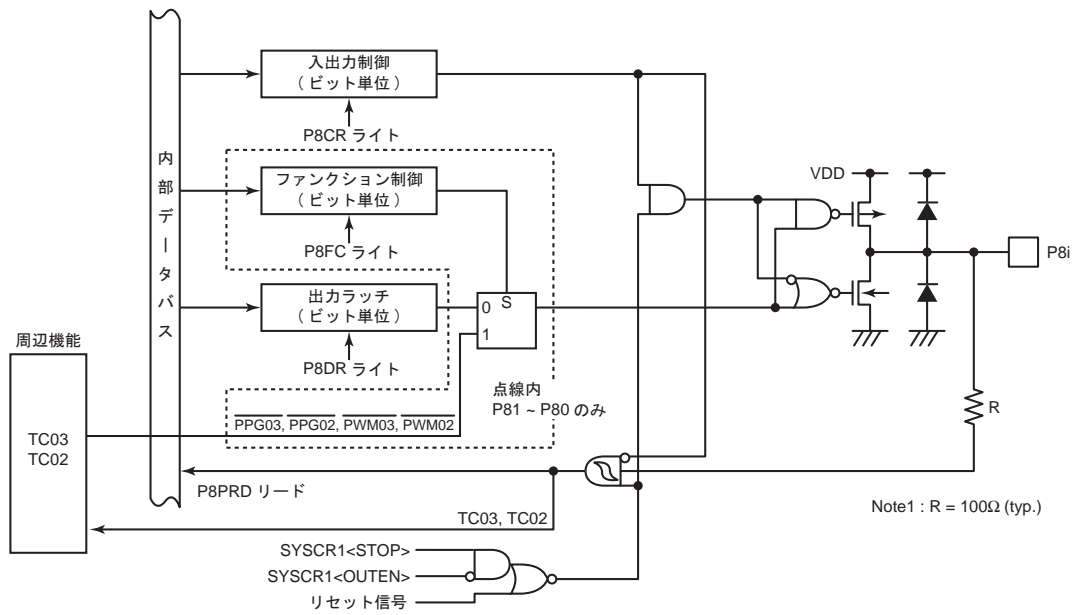 入出力制御
( ビット単位 )
P8CR ライト
内部データバス
ファンクション制御
( ビット単位 )
P8FC ライト
VDD
P8i
出力ラッチ
( ビット単位 )
P8DR ライト
0
S
1
周辺機能
TC03
TC02
点線内
P81 ~ P80 のみ
PPG03, PPG02, PWM03, PWM02
R
P8PRD リード
TC03, TC02
Note1 : R = 100Ω (typ.)
SYSCR1<STOP>
SYSCR1<OUTEN>
リセット信号